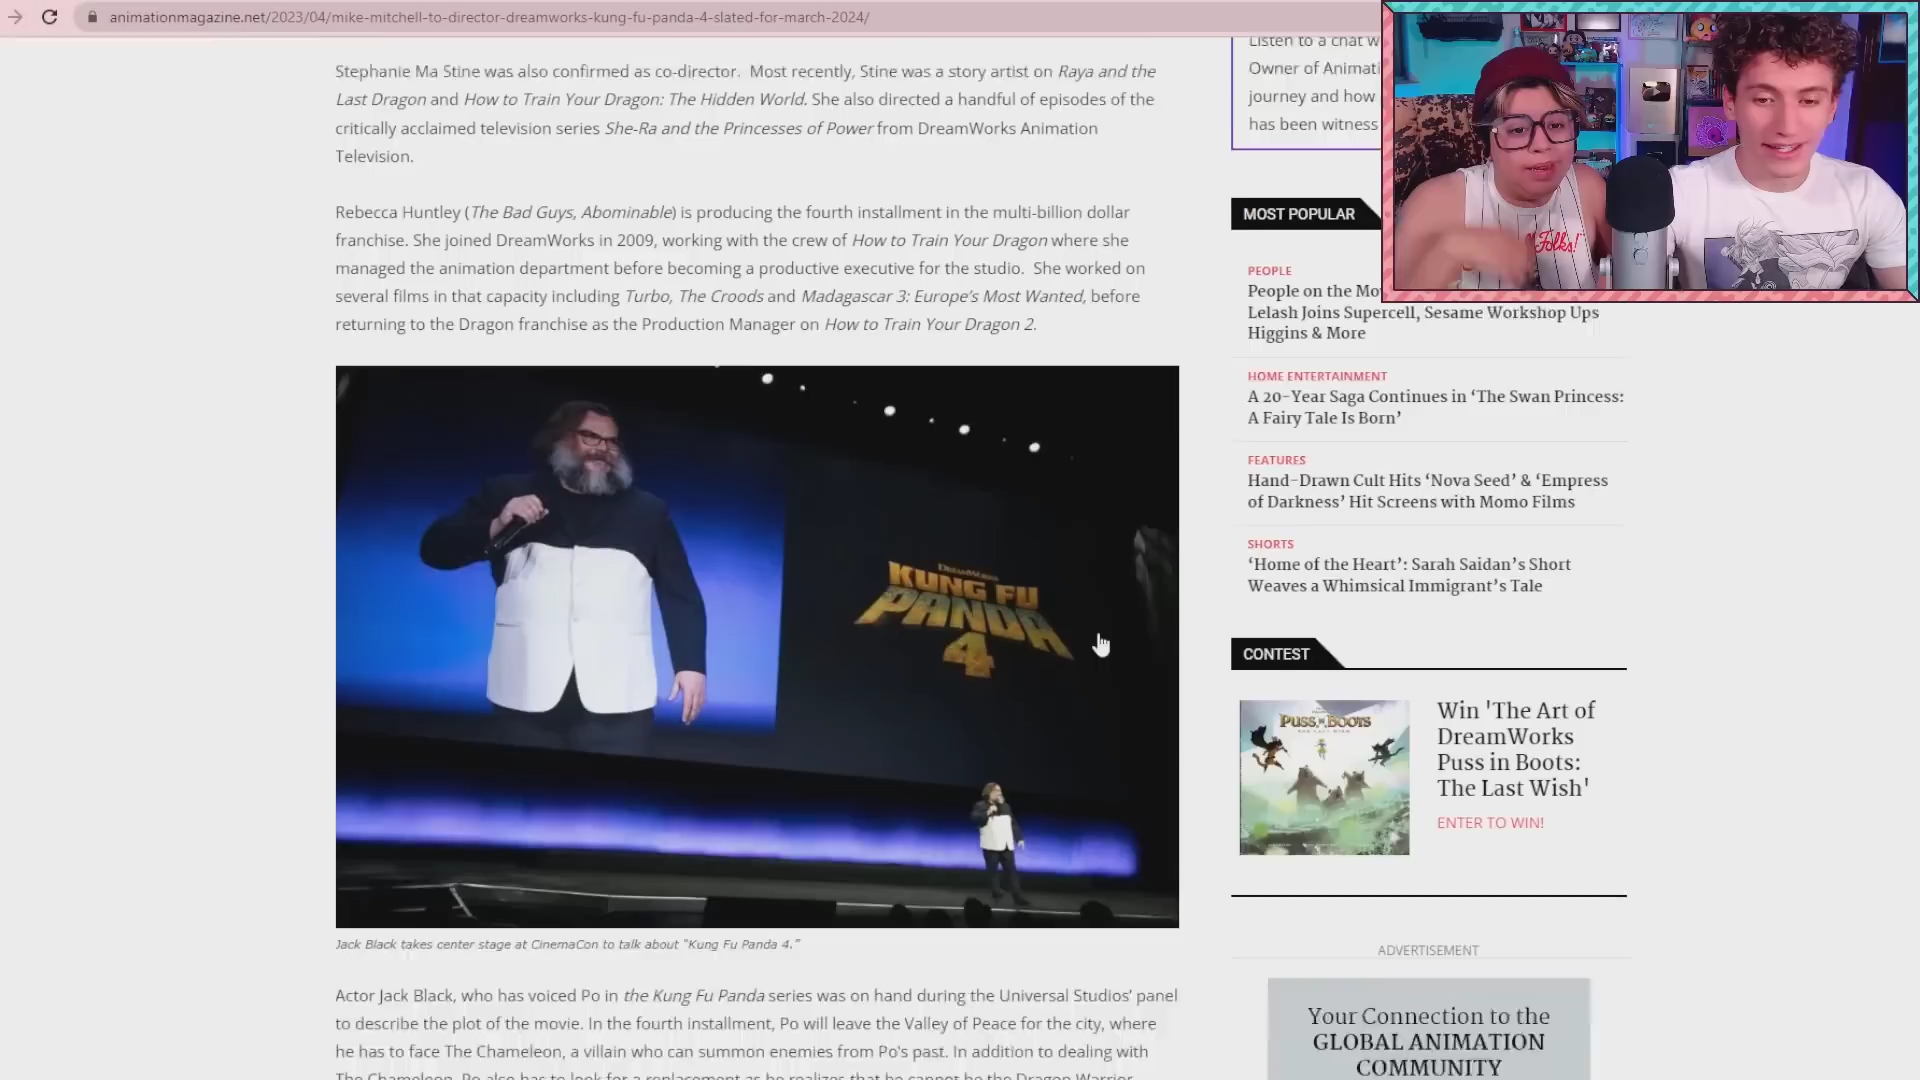 animationmagazine.net/2023/04/mike-mitchell-to-director-dreamworks-kung-fu-panda-4-slated-for-march-2024/
Stephanie Ma Stine was also confirmed as co-director. Most recently, Stine was a story artist on Raya and the
Last Dragon and How to Train Your Dragon: The Hidden World. She also directed a handful of episodes of the
critically acclaimed television series She-Ra and the Princesses of Power from DreamWorks Animation
Television.
Rebecca Huntley (The Bad Guys, Abominable) is producing the fourth installment in the multi-billion dollar
franchise. She joined DreamWorks in 2009, working with the crew of How to Train Your Dragon where she
managed the animation department before becoming a productive executive for the studio. She worked on
several films in that capacity including Turbo, The Croods and Madagascar 3: Europe's Most Wanted, before
returning to the Dragon franchise as the Production Manager on How to Train Your Dragon 2.
DREAMWORKS
KUNG FU
PANDA
4
Jack Black takes center stage at CinemaCon to talk about "Kung Fu Panda 4."
Actor Jack Black, who has voiced Po in the Kung Fu Panda series was on hand during the Universal Studios' panel
to describe the plot of the movie. In the fourth installment, Po will leave the Valley of Peace for the city, where
he has to face The Chameleon, a villain who can summon enemies from Po's past. In addition to dealing with
The Chameleon, Po also has to look for a replacement as he realizes that he cannot be the Dragon Warrior
Listen to a chat w
Owner of Animati
journey and how
has been witness
MOST POPULAR
PEOPLE
People on the Mo
Lelash Joins Supercell, Sesame Workshop Ups
Higgins & More
HOME ENTERTAINMENT
A 20-Year Saga Continues in ‘The Swan Princess:
A Fairy Tale Is Born’
FEATURES
Hand-Drawn Cult Hits ‘Nova Seed’ & ‘Empress
of Darkness’ Hit Screens with Momo Films
SHORTS
‘Home of the Heart’: Sarah Saidan’s Short
Weaves a Whimsical Immigrant’s Tale
CONTEST
PUSS IN BOOTS
Win 'The Art of
DreamWorks
Puss in Boots:
The Last Wish'
ENTER TO WIN!
ADVERTISEMENT
Your Connection to the
GLOBAL ANIMATION
COMMUNITY
Folks!